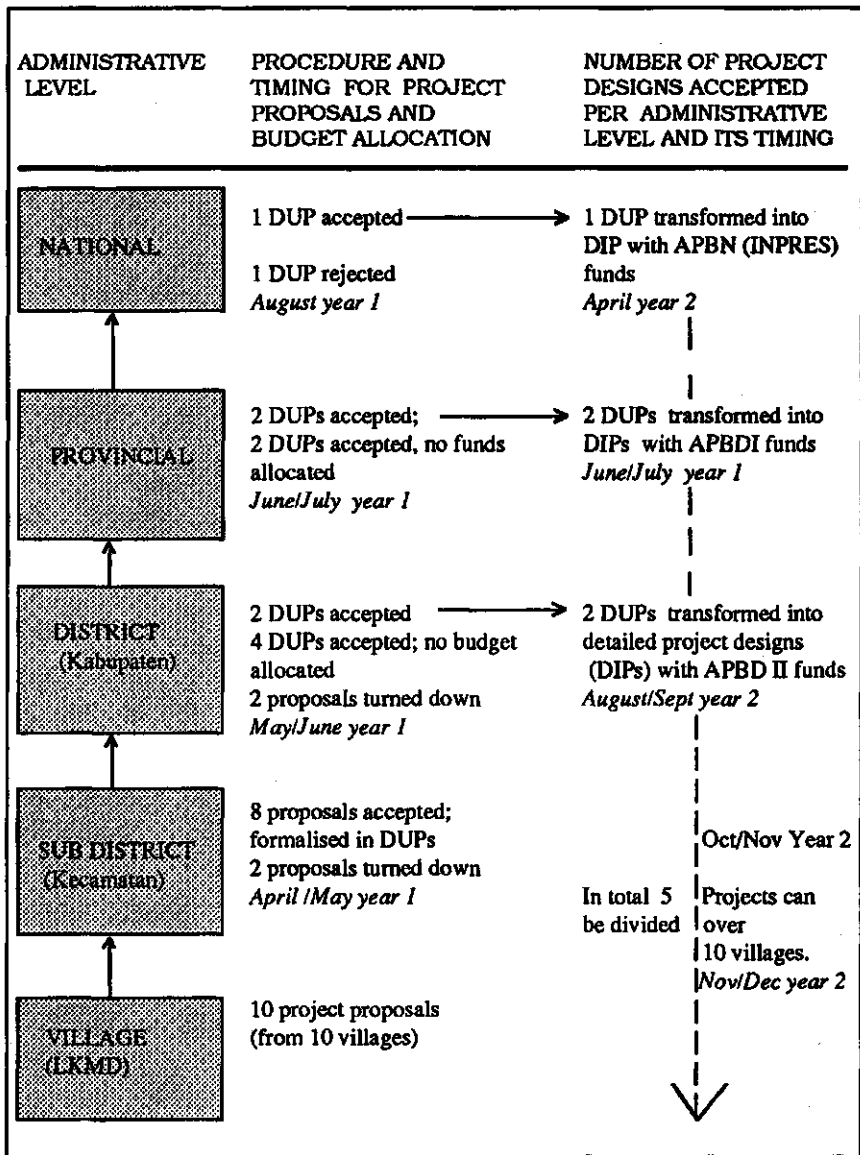 ADMINISTRATIVE
LEVEL
PROCEDURE AND
TIMING FOR PROJECT
PROPOSALS AND
BUDGET ALLOCATION
NUMBER OF PROJECT
DESIGNS ACCEPTED
PER ADMINISTRATIVE
LEVEL AND ITS TIMING
NATIONAL
1 DUP accepted
1 DUP rejected
August year 1
1 DUP transformed into
DIP with APBN (INPRES)
funds
April year 2
PROVINCIAL
2 DUPs accepted;
2 DUPs accepted, no funds
allocated
June/July year 1
2 DUPs transformed into
DIPs with APBDI funds
June/July year 1
DISTRICT
(Kabupaten)
2 DUPs accepted
4 DUPs accepted; no budget
allocated
2 proposals turned down
May/June year 1
2 DUPs transformed into
detailed project designs
(DIPs) with APBD II funds
August/Sept year 2
SUB DISTRICT
(Kecamatan)
8 proposals accepted;
formalised in DUPs
2 proposals turned down
April /May year 1
Oct/Nov Year 2
In total 5 Projects can
be divided over
10 villages.
Nov/Dec year 2
VILLAGE
(LKMD)
10 project proposals
(from 10 villages)